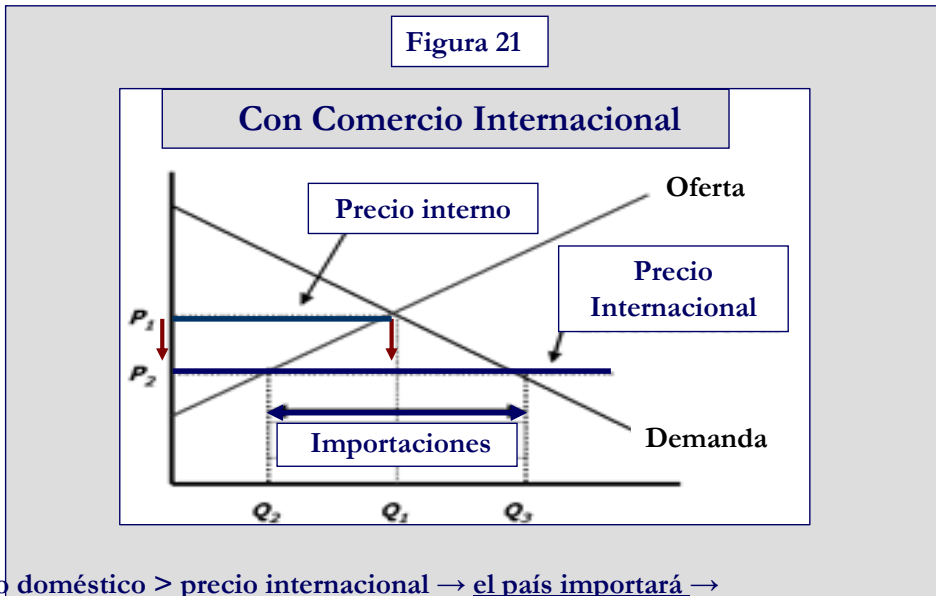 Figura 21
Con Comercio Internacional
Oferta
Precio interno
Precio
Internacional
P₁
P₂
Importaciones
Demanda
Q₂ Q₁ Q₃
doméstico > precio internacional → el país importará →